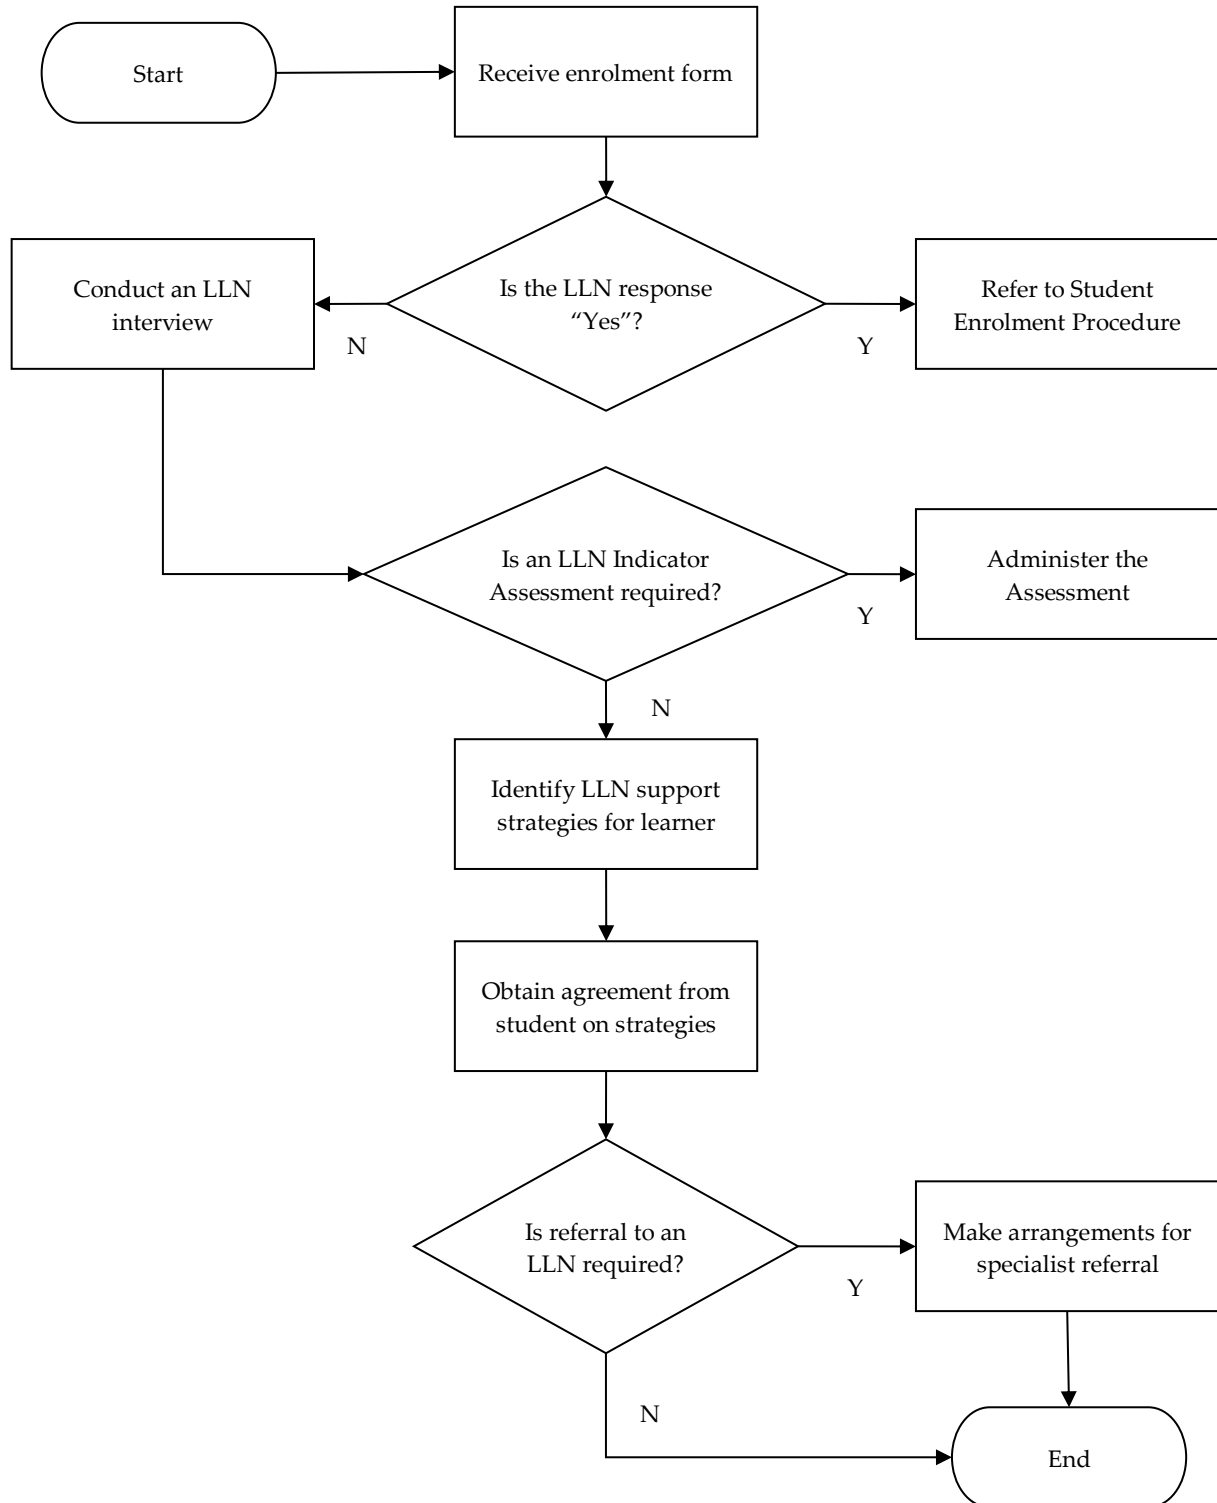 Start
Receive enrolment form
Is the LLN response
“Yes”?
Conduct an LLN
interview
N
Y
Refer to Student
Enrolment Procedure
Is an LLN Indicator
Assessment required?
Y
Administer the
Assessment
N
Identify LLN support
strategies for learner
Obtain agreement from
student on strategies
Is referral to an
LLN required?
Y
Make arrangements for
specialist referral
N
End